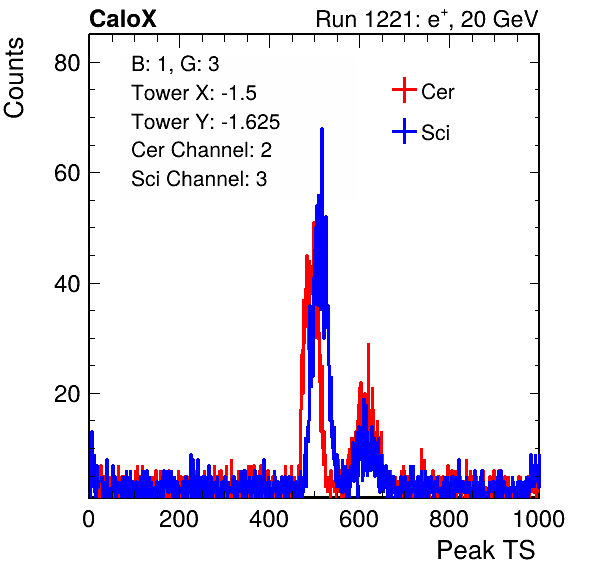 CaloX Run 1221: e⁺, 20 GeV
Counts
B: 1, G: 3
Tower X: -1.5
Tower Y: -1.625
Cer Channel: 2
Sci Channel: 3
Cer
Sci
80
60
40
20
0 200 400 600 800 1000
Peak TS